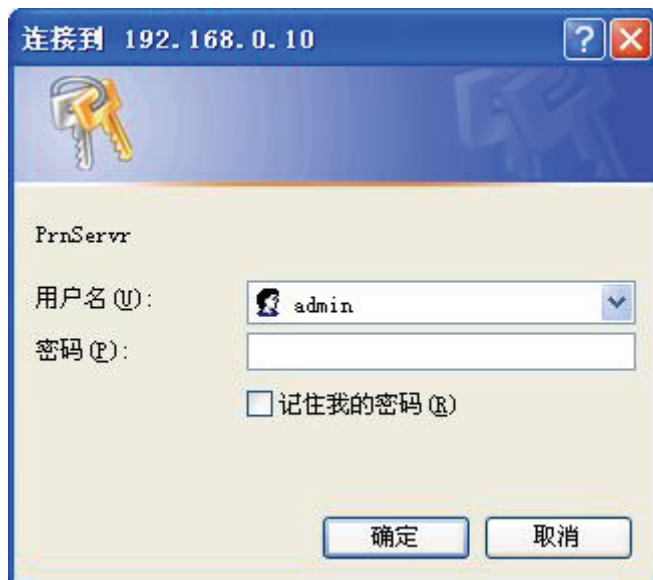 连接到 192.168.0.10
PrnServr
用户名(U):
admin
密码(P):
记住我的密码(R)
确定
取消